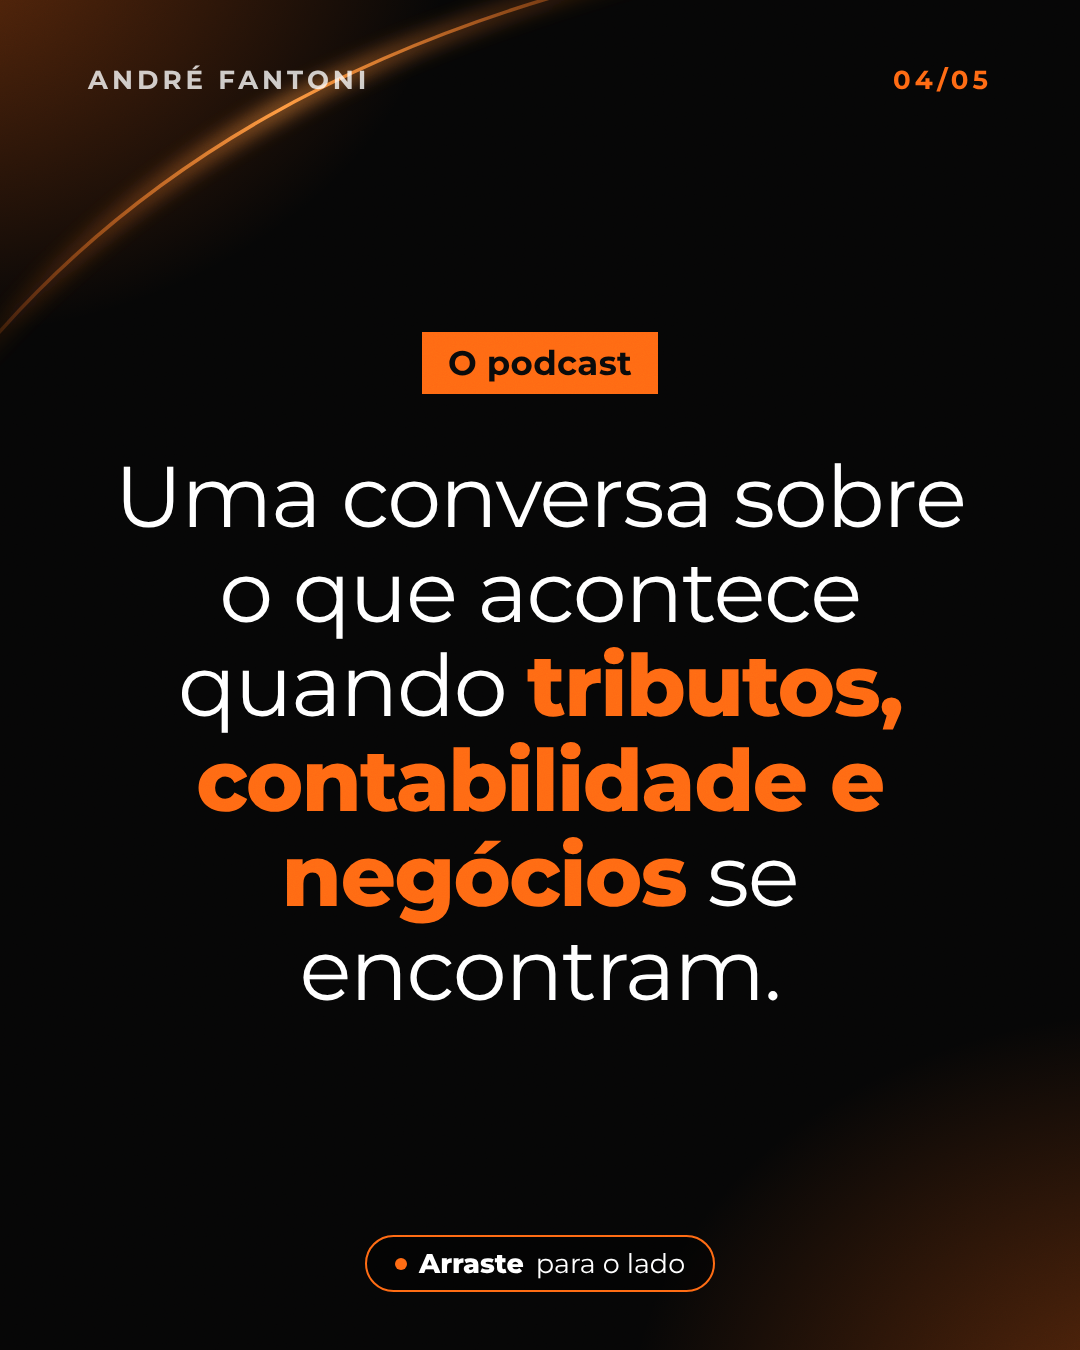 ANDRÉ FANTONI
04/05
O podcast
Uma conversa sobre
o que acontece
quando tributos,
contabilidade e
negócios se
encontram.
Arraste para o lado